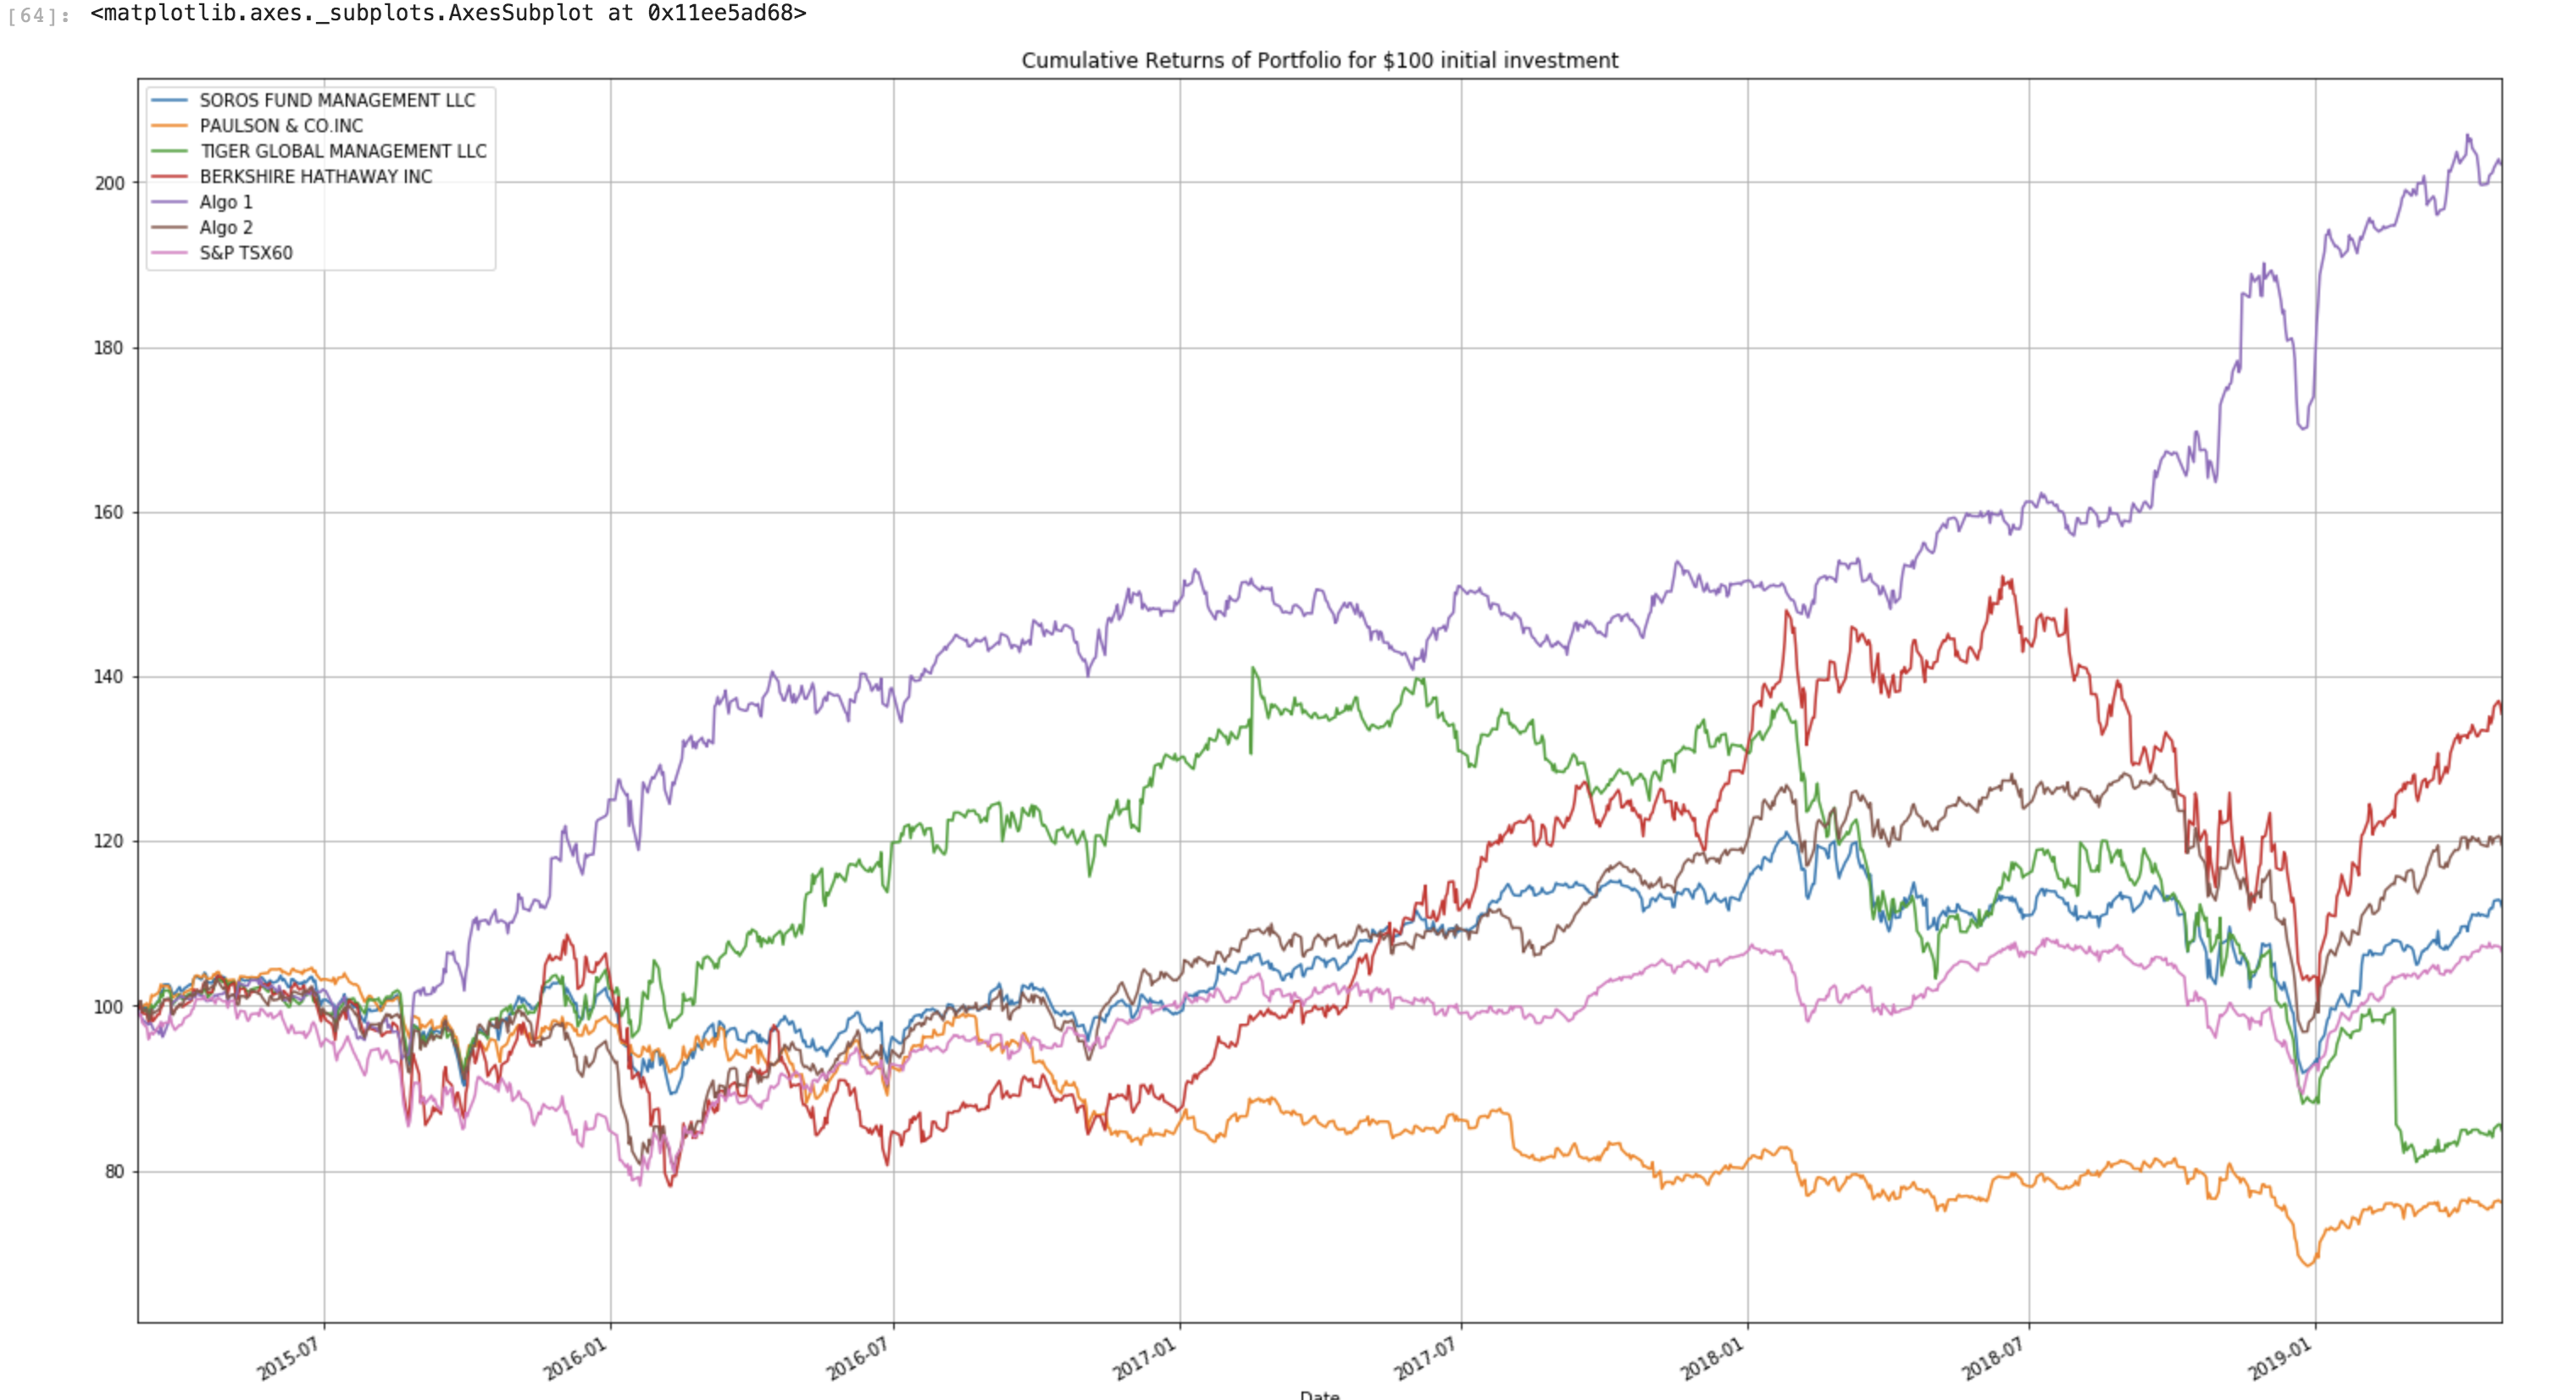 [64]: <matplotlib.axes._subplots.AxesSubplot at 0x11ee5ad68>
Cumulative Returns of Portfolio for $100 initial investment
SOROS FUND MANAGEMENT LLC
PAULSON & CO.INC
TIGER GLOBAL MANAGEMENT LLC
BERKSHIRE HATHAWAY INC
Algo 1
Algo 2
S&P TSX60
200
180
160
140
120
100
80
2015-07
2016-01
2016-07
2017-01
2017-07
2018-01
2018-07
2019-01
Date